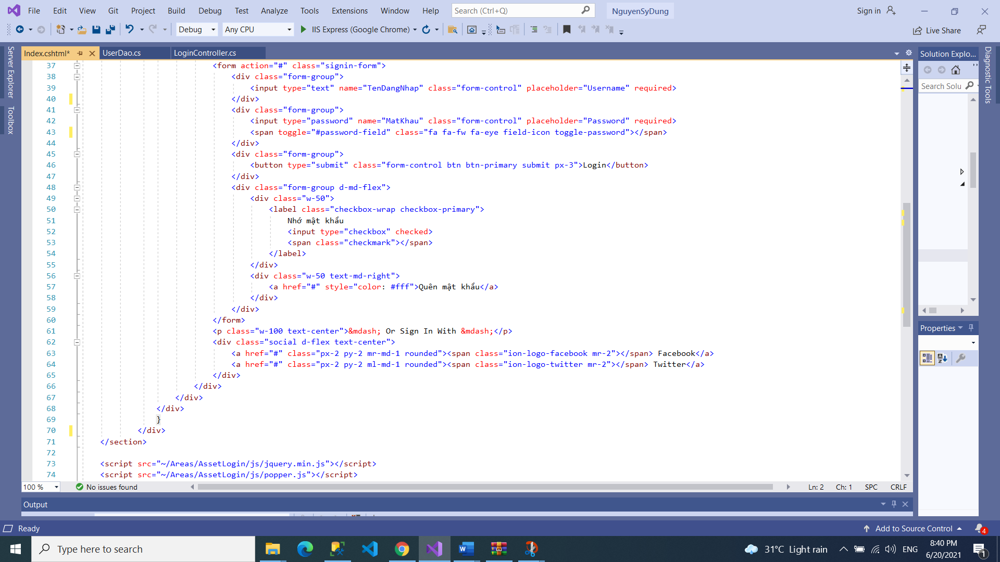 File Edit View Git Project Build Debug Test Analyze Tools Extensions Window Help Search (Ctrl+Q) NguyenSyDung Sign in
Debug Any CPU IIS Express (Google Chrome) Live Share
Index.cshtml* UserDao.cs LoginController.cs
Server Explorer
Toolbox
37 <form action="#" class="signin-form">
38 <div class="form-group">
39 <input type="text" name="TenDangNhap" class="form-control" placeholder="Username" required>
40 </div>
41 <div class="form-group">
42 <input type="password" name="MatKhau" class="form-control" placeholder="Password" required>
43 <span toggle="#password-field" class="fa fa-fw fa-eye field-icon toggle-password"></span>
44 </div>
45 <div class="form-group">
46 <button type="submit" class="form-control btn btn-primary submit px-3">Login</button>
47 </div>
48 <div class="form-group d-md-flex">
49 <div class="w-50">
50 <label class="checkbox-wrap checkbox-primary">
51 Nhớ mật khẩu
52 <input type="checkbox" checked>
53 <span class="checkmark"></span>
54 </label>
55 </div>
56 <div class="w-50 text-md-right">
57 <a href="#" style="color: #fff">Quên mật khẩu</a>
58 </div>
59 </div>
60 </form>
61 <p class="w-100 text-center">&mdash; Or Sign In With &mdash;</p>
62 <div class="social d-flex text-center">
63 <a href="#" class="px-2 py-2 mr-md-1 rounded"><span class="ion-logo-facebook mr-2"></span> Facebook</a>
64 <a href="#" class="px-2 py-2 ml-md-1 rounded"><span class="ion-logo-twitter mr-2"></span> Twitter</a>
65 </div>
66 </div>
67 </div>
68 </div>
69 }
70 </div>
71 </section>
72
73 <script src="~/Areas/AssetLogin/js/jquery.min.js"></script>
74 <script src="~/Areas/AssetLogin/js/popper.js"></script>
100 % No issues found Ln: 2 Ch: 1 SPC CRLF
Output
Solution Explo...
Search Solu
Properties
Diagnostic Tools
Ready Add to Source Control 4
Type here to search 31°C Light rain ENG 8:40 PM
6/20/2021 1